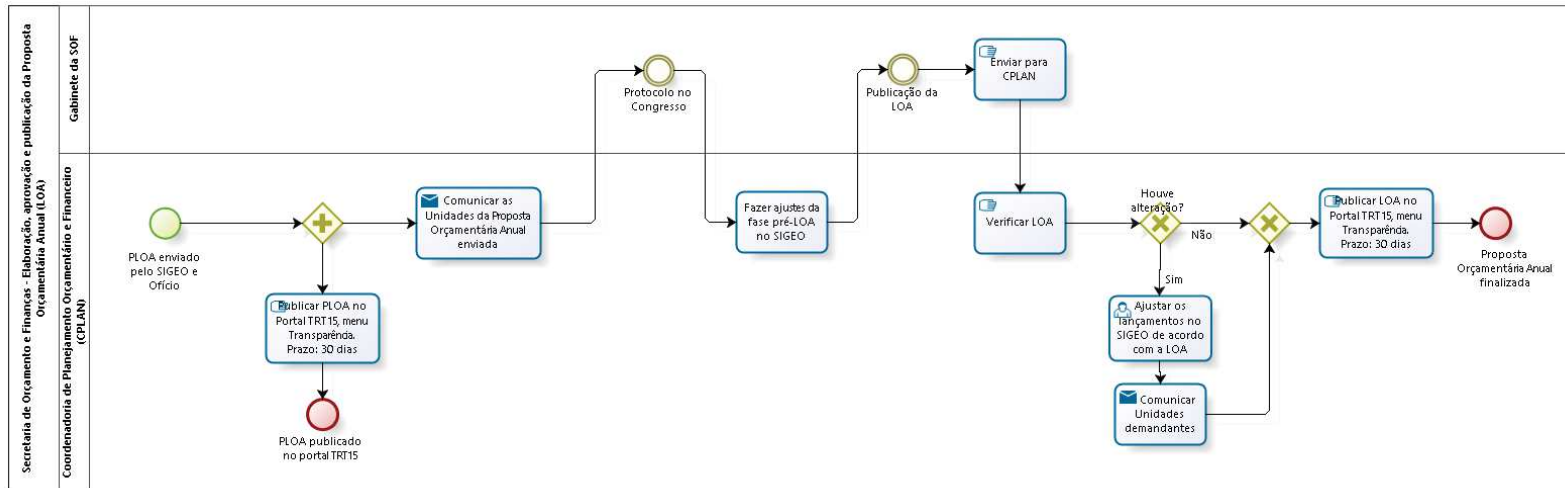 Secretaria de Orçamento e Finanças - Elaboração, aprovação e publicação da Proposta
Orçamentária Anual (LOA)
Gabinete da SOF
Coordenadoria de Planejamento Orçamentário e Financeiro
(CPLAN)
Protocolo no
Congresso
Publicação da
LOA
Enviar para
CPLAN
PLOA enviado
pelo SIGEO e
Ofício
Comunicar as
Unidades da Proposta
Orçamentária Anual
enviada
Publicar PLOA no
Portal TRT15, menu
Transparência.
Prazo: 30 dias
PLOA publicado
no portal TRT15
Fazer ajustes da
fase pré-LOA
no SIGEO
Verificar LOA
Houve
alteração?
Não
Sim
Ajustar os
lançamentos no
SIGEO de acordo
com a LOA
Comunicar
Unidades
demandantes
Publicar LOA no
Portal TRT15, menu
Transparência.
Prazo: 30 dias
Proposta
Orçamentária Anual
finalizada